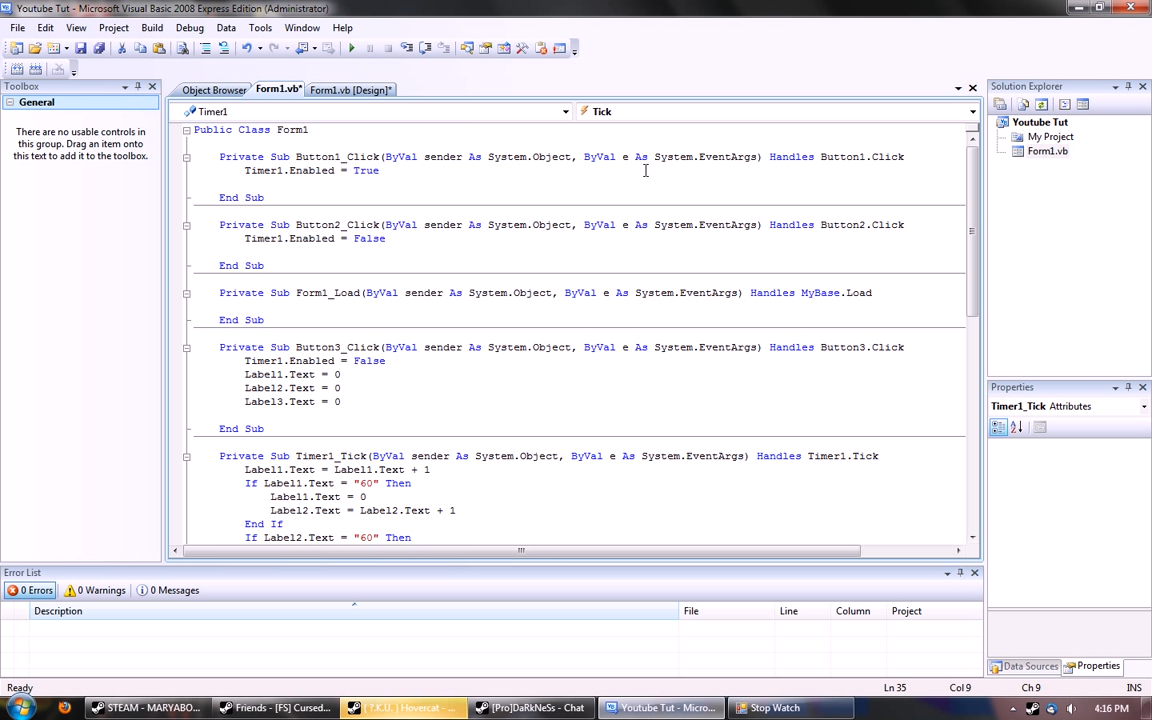 Youtube Tut - Microsoft Visual Basic 2008 Express Edition (Administrator)
File Edit View Project Build Debug Data Tools Window Help
Toolbox
General
There are no usable controls in
this group. Drag an item onto
this text to add it to the toolbox.
Object Browser Form1.vb* Form1.vb [Design]*
Timer1 Tick
Public Class Form1
Private Sub Button1_Click(ByVal sender As System.Object, ByVal e As System.EventArgs) Handles Button1.Click
Timer1.Enabled = True
End Sub
Private Sub Button2_Click(ByVal sender As System.Object, ByVal e As System.EventArgs) Handles Button2.Click
Timer1.Enabled = False
End Sub
Private Sub Form1_Load(ByVal sender As System.Object, ByVal e As System.EventArgs) Handles MyBase.Load
End Sub
Private Sub Button3_Click(ByVal sender As System.Object, ByVal e As System.EventArgs) Handles Button3.Click
Timer1.Enabled = False
Label1.Text = 0
Label2.Text = 0
Label3.Text = 0
End Sub
Private Sub Timer1_Tick(ByVal sender As System.Object, ByVal e As System.EventArgs) Handles Timer1.Tick
Label1.Text = Label1.Text + 1
If Label1.Text = "60" Then
Label1.Text = 0
Label2.Text = Label2.Text + 1
End If
If Label2.Text = "60" Then
Solution Explorer
Youtube Tut
My Project
Form1.vb
Properties
Timer1_Tick Attributes
Data Sources Properties
Error List
0 Errors 0 Warnings 0 Messages
Description File Line Column Project
Ready Ln 35 Col 9 Ch 9 INS
STEAM - MARYABO... Friends - [FS] Cursed... ( ?.K.U. ) Hovercat - ... [Pro]DaRkNeSs - Chat Youtube Tut - Micro... Stop Watch 4:16 PM